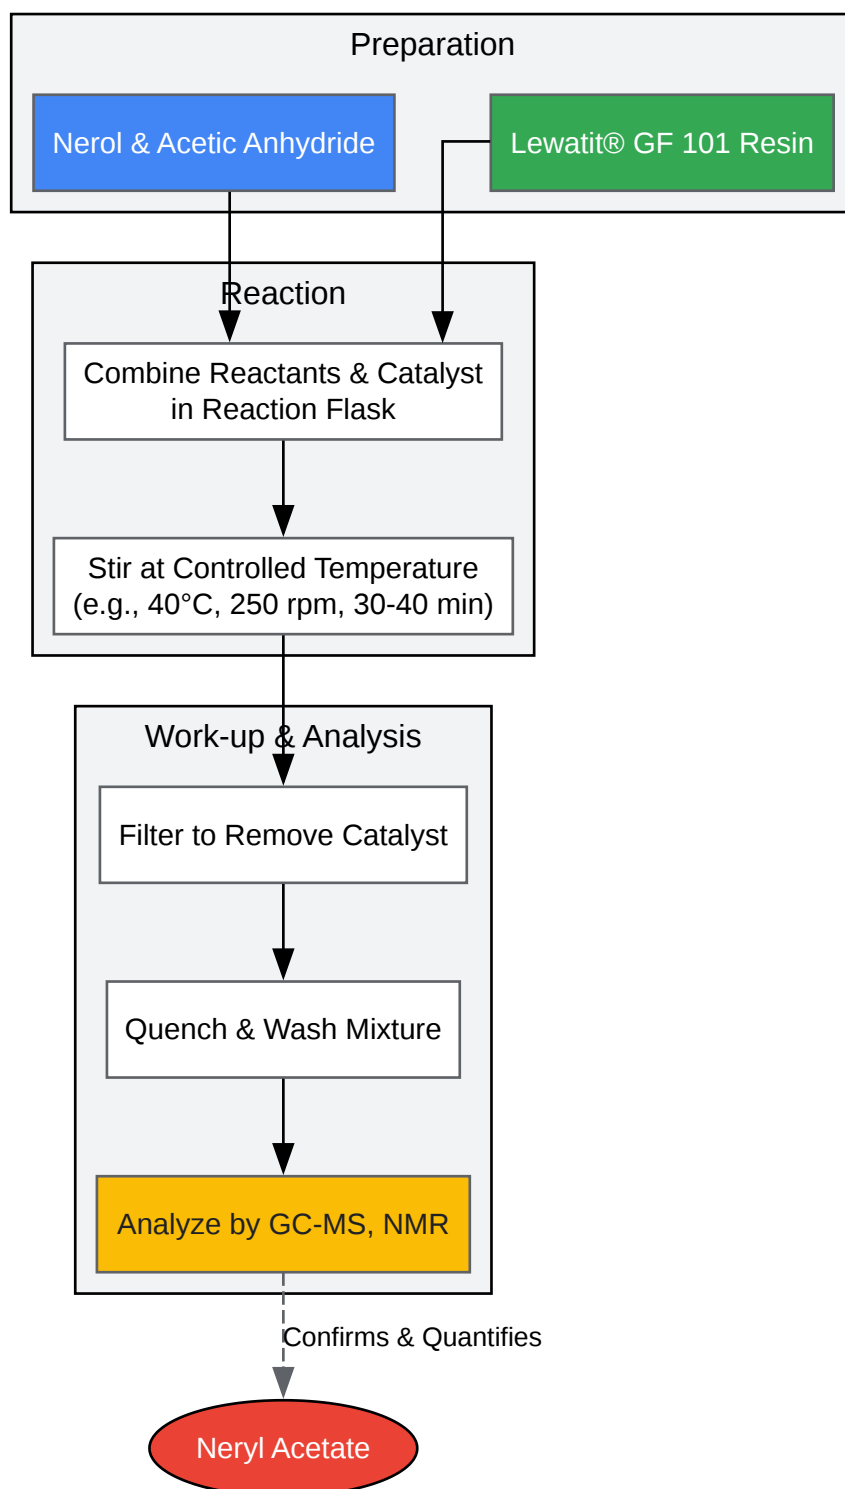 Preparation
Nerol & Acetic Anhydride
Lewatit® GF 101 Resin
Reaction
Combine Reactants & Catalyst
in Reaction Flask
Stir at Controlled Temperature
(e.g., 40°C, 250 rpm, 30-40 min)
Work-up & Analysis
Filter to Remove Catalyst
Quench & Wash Mixture
Analyze by GC-MS, NMR
Confirms & Quantifies
Neryl Acetate